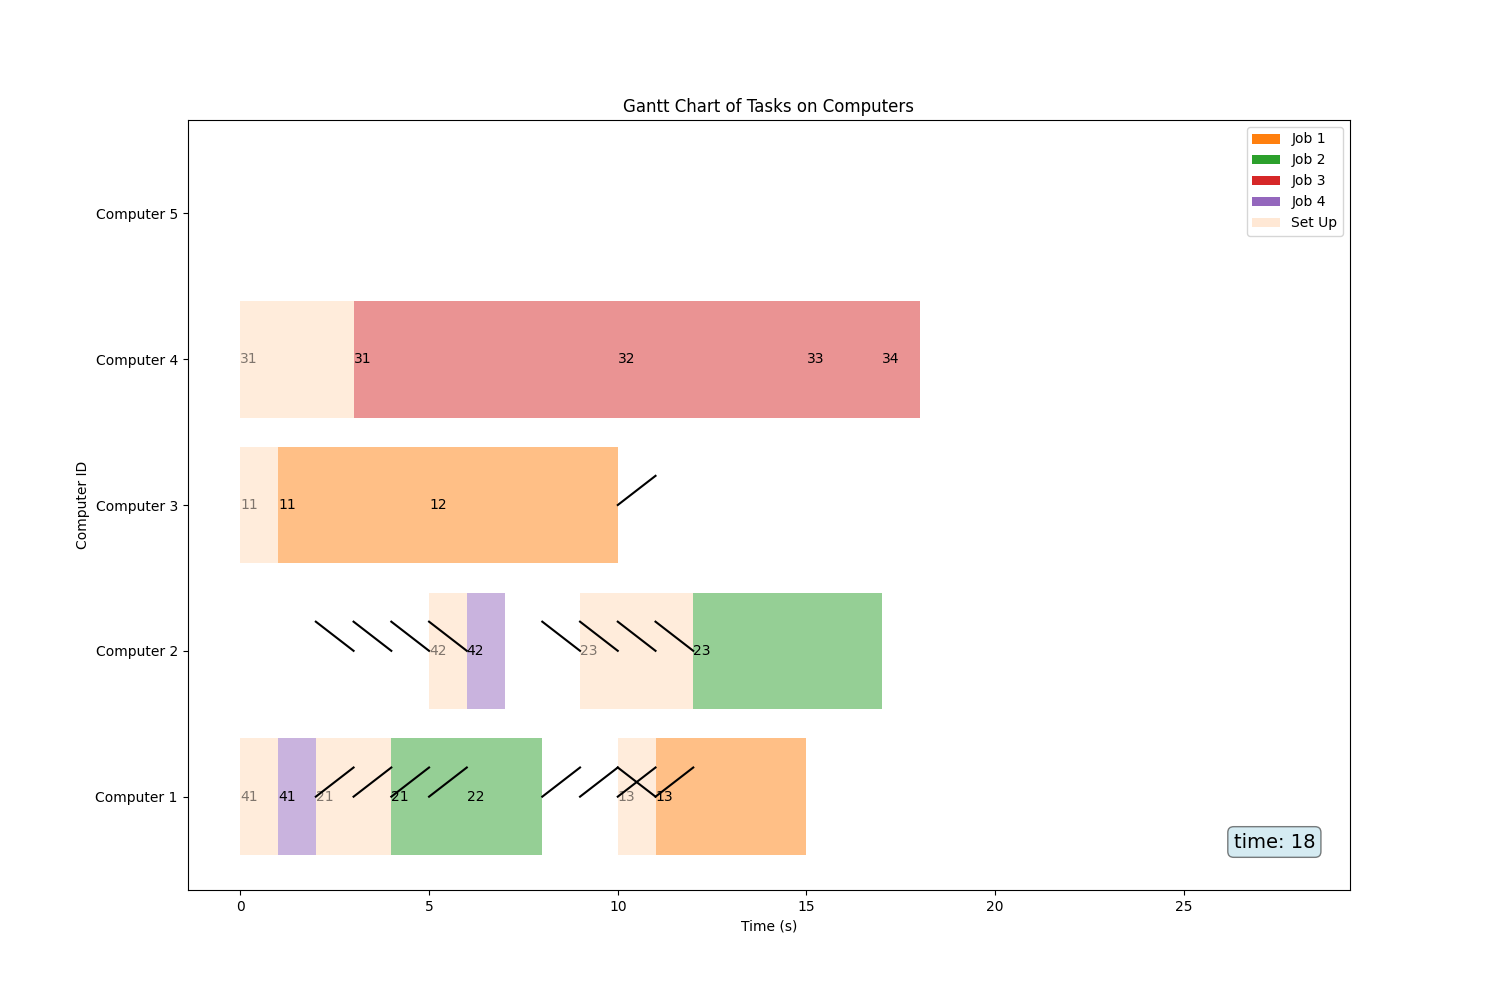 Gantt Chart of Tasks on Computers
Job 1
Job 2
Job 3
Job 4
Set Up
Computer 5
Computer 4
31 31 32 33 34
Computer 3
11 11 12
Computer 2
42 42 23 23
Computer 1
41 41 21 21 22 13 13
time: 18
0 5 10 15 20 25
Time (s)
Computer ID